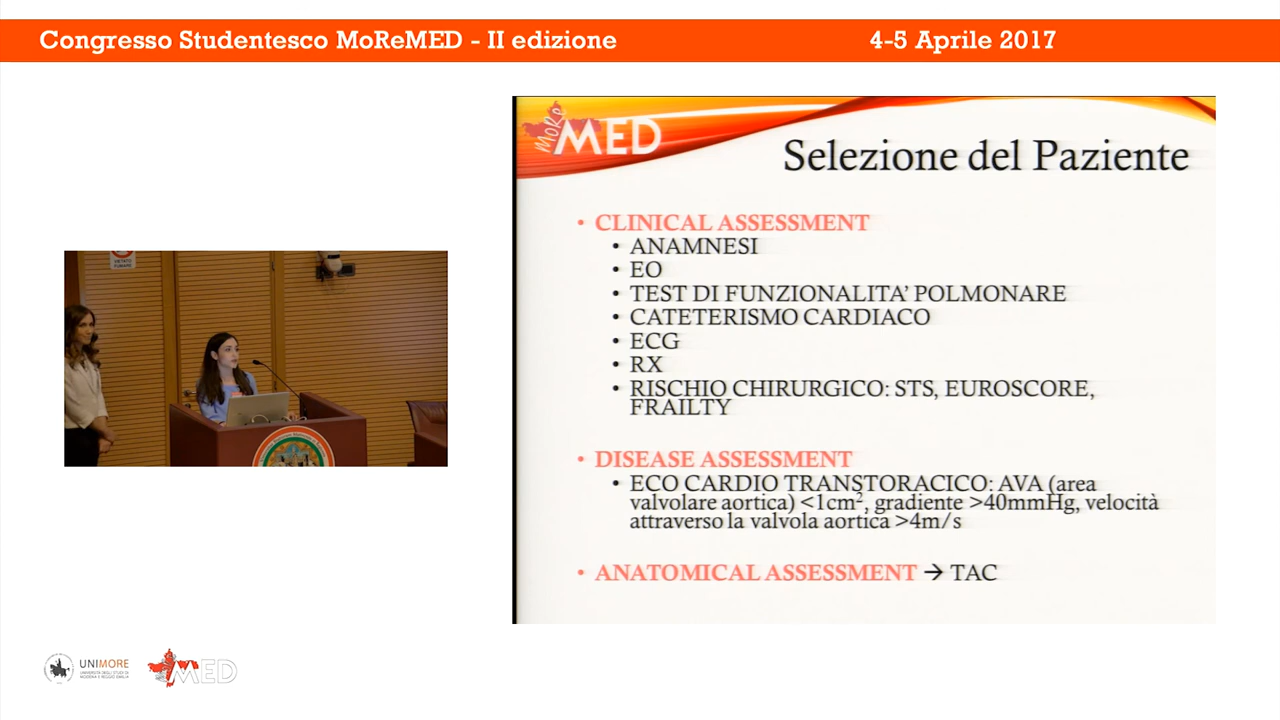 Congresso Studentesco MoReMED - II edizione
4-5 Aprile 2017
MoRe
MED
Selezione del Paziente
• CLINICAL ASSESSMENT
• ANAMNESI
• EO
• TEST DI FUNZIONALITA' POLMONARE
• CATETERISMO CARDIACO
• ECG
• RX
• RISCHIO CHIRURGICO: STS, EUROSCORE,
FRAILTY
• DISEASE ASSESSMENT
• ECO CARDIO TRANSTORACICO: AVA (area
valvolare aortica) <1cm², gradiente >40mmHg, velocità
attraverso la valvola aortica >4m/s
• ANATOMICAL ASSESSMENT → TAC
VIETATO
FUMARE
UNIMORE
UNIVERSITÀ DEGLI STUDI DI
MODENA E REGGIO EMILIA
MED